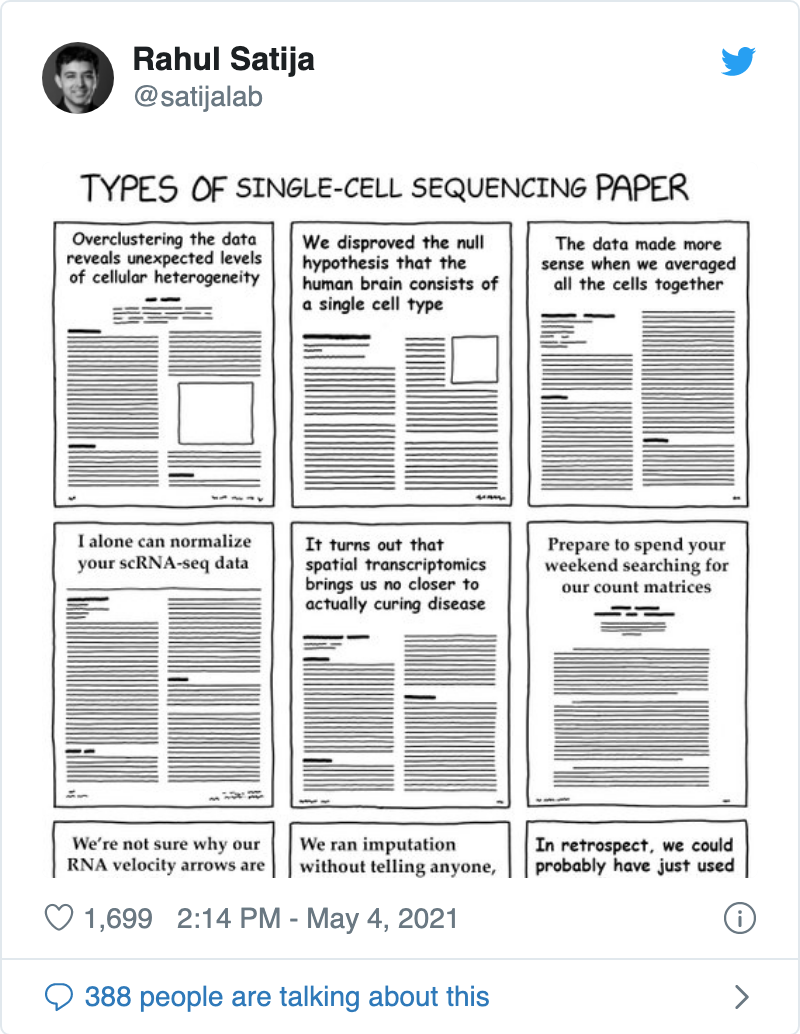 Rahul Satija
@satijalab
TYPES OF SINGLE-CELL SEQUENCING PAPER
Overclustering the data
reveals unexpected levels
of cellular heterogeneity
We disproved the null
hypothesis that the
human brain consists of
a single cell type
The data made more
sense when we averaged
all the cells together
I alone can normalize
your scRNA-seq data
It turns out that
spatial transcriptomics
brings us no closer to
actually curing disease
Prepare to spend your
weekend searching for
our count matrices
We're not sure why our
RNA velocity arrows are
We ran imputation
without telling anyone,
In retrospect, we could
probably have just used
1,699 2:14 PM - May 4, 2021
388 people are talking about this